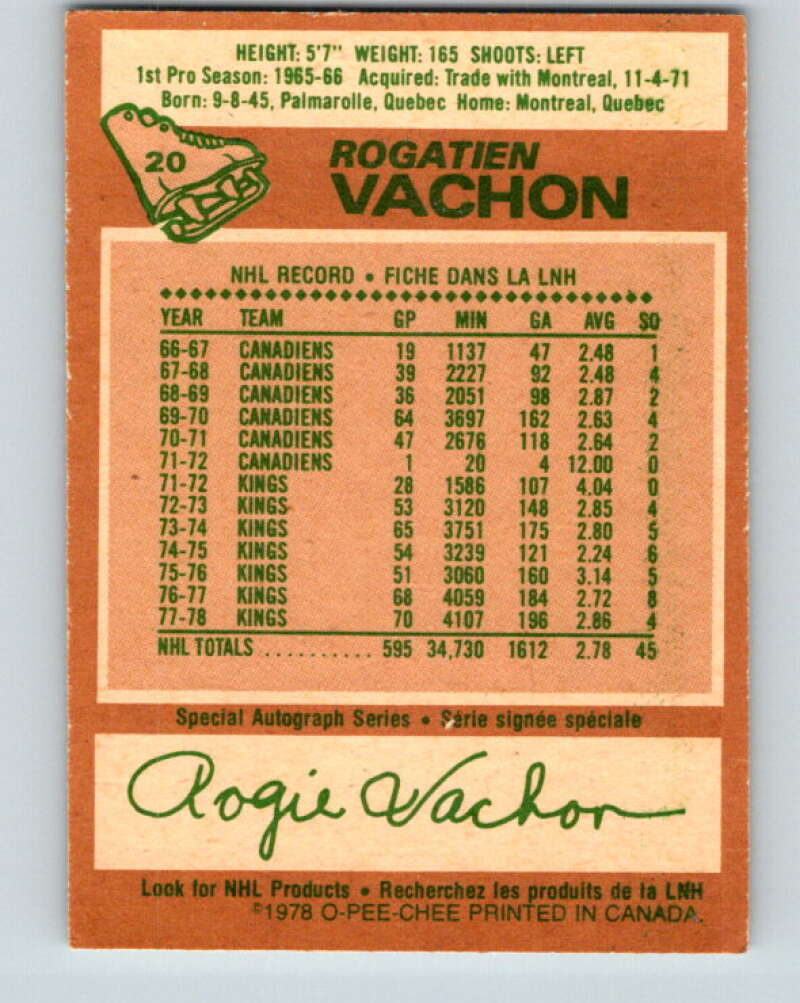 HEIGHT: 5'7" WEIGHT: 165 SHOOTS: LEFT
1st Pro Season: 1965-66 Acquired: Trade with Montreal, 11-4-71
Born: 9-8-45, Palmarolle, Quebec Home: Montreal, Quebec
20
ROGATIEN
VACHON
NHL RECORD • FICHE DANS LA LNH
YEAR TEAM GP MIN GA AVG SO
66-67 CANADIENS 19 1137 47 2.48 1
67-68 CANADIENS 39 2227 92 2.48 4
68-69 CANADIENS 36 2051 98 2.87 2
69-70 CANADIENS 64 3697 162 2.63 4
70-71 CANADIENS 47 2676 118 2.64 2
71-72 CANADIENS 1 20 4 12.00 0
71-72 KINGS 28 1586 107 4.04 0
72-73 KINGS 53 3120 148 2.85 4
73-74 KINGS 65 3751 175 2.80 5
74-75 KINGS 54 3239 121 2.24 6
75-76 KINGS 51 3060 160 3.14 5
76-77 KINGS 68 4059 184 2.72 8
77-78 KINGS 70 4107 196 2.86 4
NHL TOTALS .......... 595 34,730 1612 2.78 45
Special Autograph Series • Série signée spéciale
Rogie Vachon
Look for NHL Products • Recherchez les produits de la LNH
©1978 O-PEE-CHEE PRINTED IN CANADA.